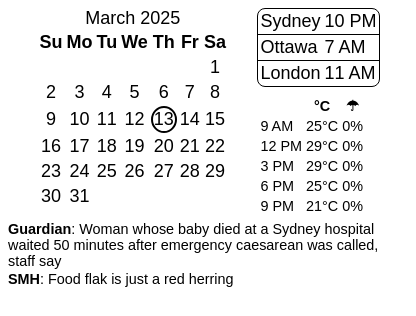 March 2025
Su Mo Tu We Th Fr Sa
1
2 3 4 5 6 7 8
9 10 11 12 13 14 15
16 17 18 19 20 21 22
23 24 25 26 27 28 29
30 31
Sydney 10 PM
Ottawa 7 AM
London 11 AM
°C ☂
9 AM 25°C 0%
12 PM 29°C 0%
3 PM 29°C 0%
6 PM 25°C 0%
9 PM 21°C 0%
Guardian: Woman whose baby died at a Sydney hospital
waited 50 minutes after emergency caesarean was called,
staff say
SMH: Food flak is just a red herring